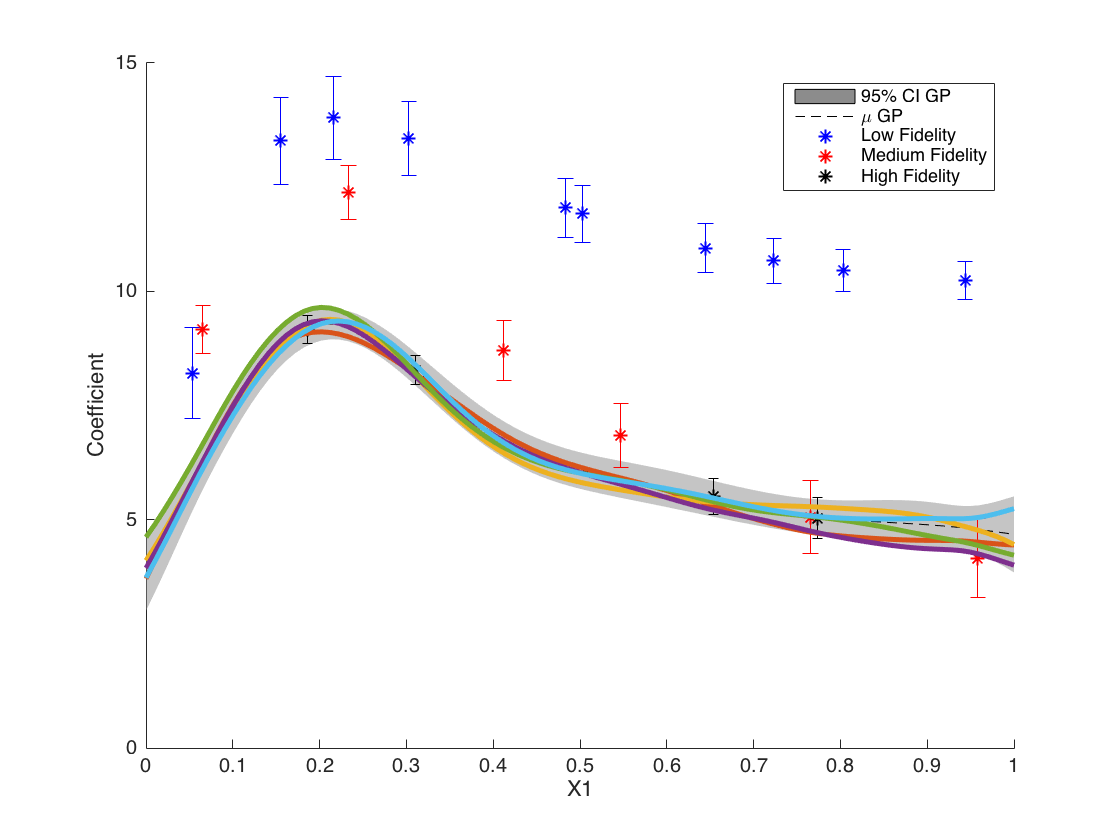 15
10
5
0
Coefficient
0 0.1 0.2 0.3 0.4 0.5 0.6 0.7 0.8 0.9 1
X1
95% CI GP
μ GP
Low Fidelity
Medium Fidelity
High Fidelity